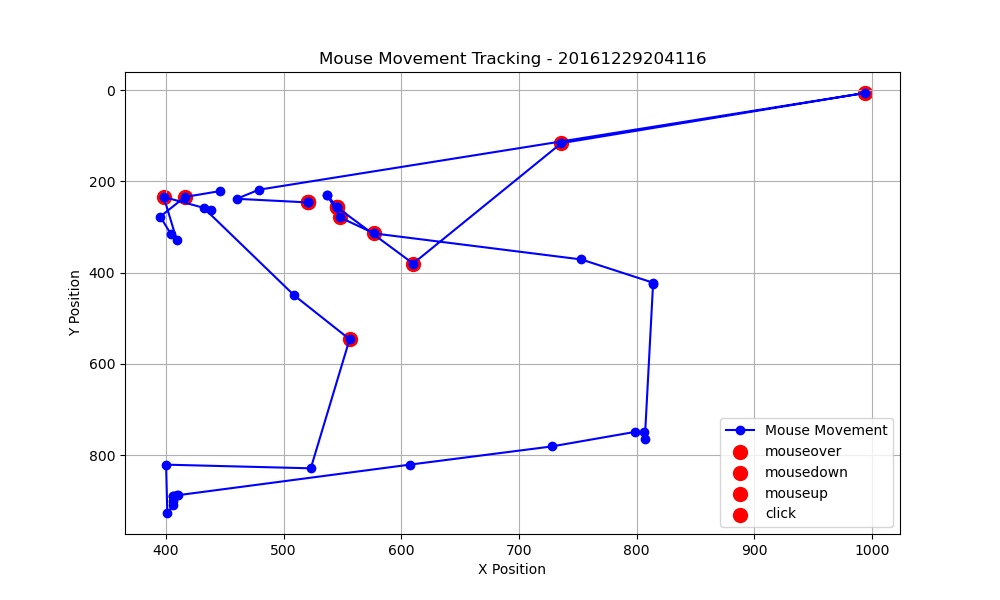 Mouse Movement Tracking - 20161229204116
0
200
400
600
800
Y Position
400 500 600 700 800 900 1000
X Position
Mouse Movement
mouseover
mousedown
mouseup
click